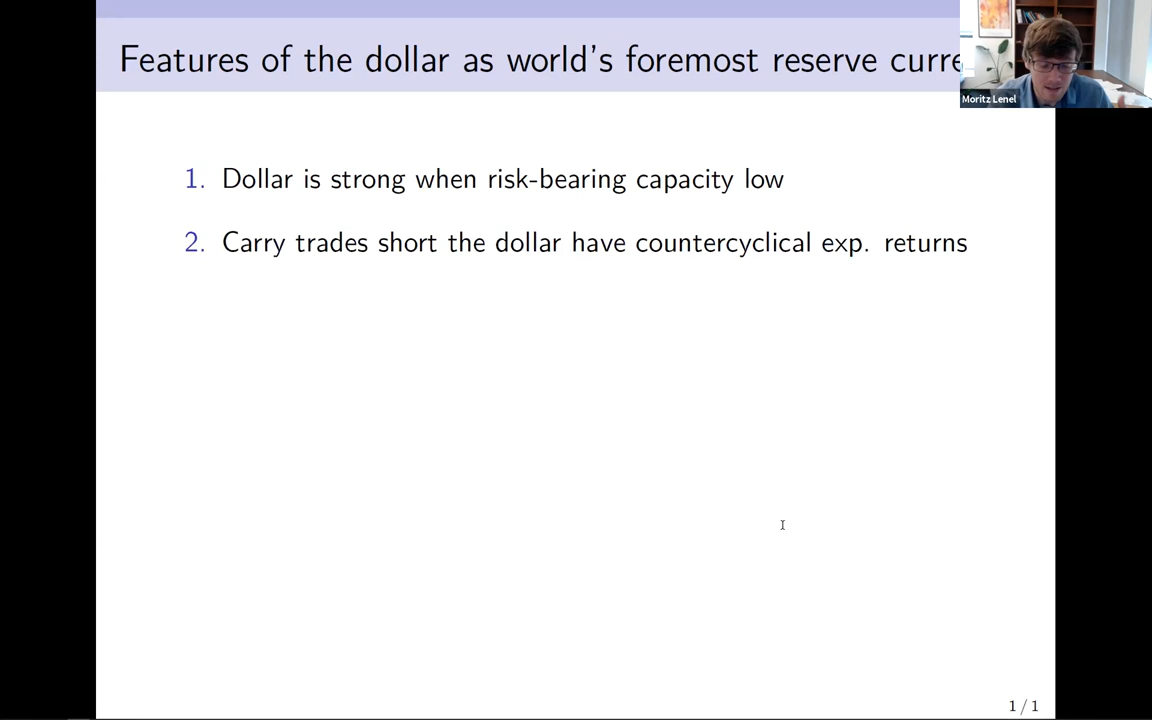 Features of the dollar as world's foremost reserve curre
Moritz Lenel
1. Dollar is strong when risk-bearing capacity low
2. Carry trades short the dollar have countercyclical exp. returns
1 / 1